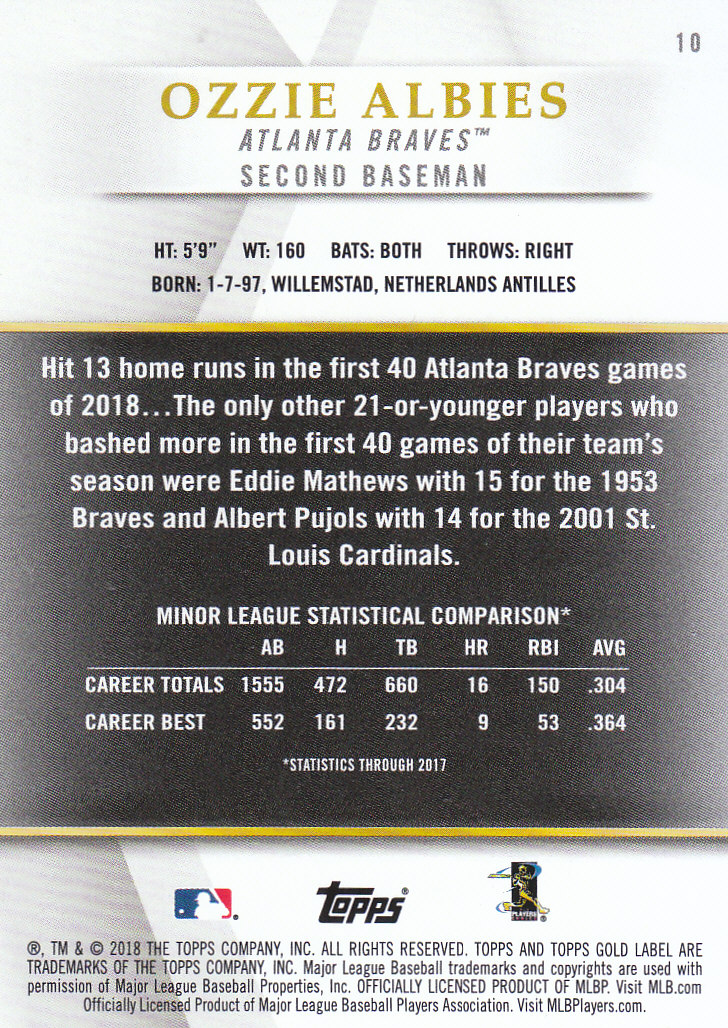 10
OZZIE ALBIES
ATLANTA BRAVES™
SECOND BASEMAN
HT: 5'9" WT: 160 BATS: BOTH THROWS: RIGHT
BORN: 1-7-97, WILLEMSTAD, NETHERLANDS ANTILLES
Hit 13 home runs in the first 40 Atlanta Braves games
of 2018...The only other 21-or-younger players who
bashed more in the first 40 games of their team's
season were Eddie Mathews with 15 for the 1953
Braves and Albert Pujols with 14 for the 2001 St.
Louis Cardinals.
MINOR LEAGUE STATISTICAL COMPARISON*
AB H TB HR RBI AVG
CAREER TOTALS 1555 472 660 16 150 .304
CAREER BEST 552 161 232 9 53 .364
*STATISTICS THROUGH 2017
Topps®
PLAYERS
®, TM & © 2018 THE TOPPS COMPANY, INC. ALL RIGHTS RESERVED. TOPPS AND TOPPS GOLD LABEL ARE
TRADEMARKS OF THE TOPPS COMPANY, INC. Major League Baseball trademarks and copyrights are used with
permission of Major League Baseball Properties, Inc. OFFICIALLY LICENSED PRODUCT OF MLBP. Visit MLB.com
Officially Licensed Product of Major League Baseball Players Association. Visit MLBPlayers.com.